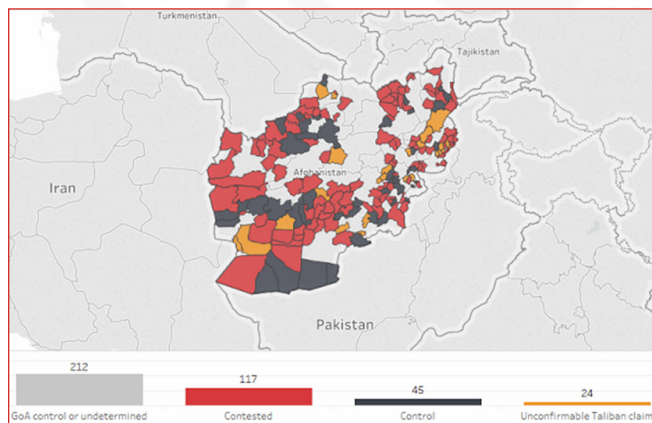 Turkmenistan
Tajikistan
Iran
Afghanistan
Pakistan
212
117
45
24
GoA control or undetermined
Contested
Control
Unconfirmable Taliban claim